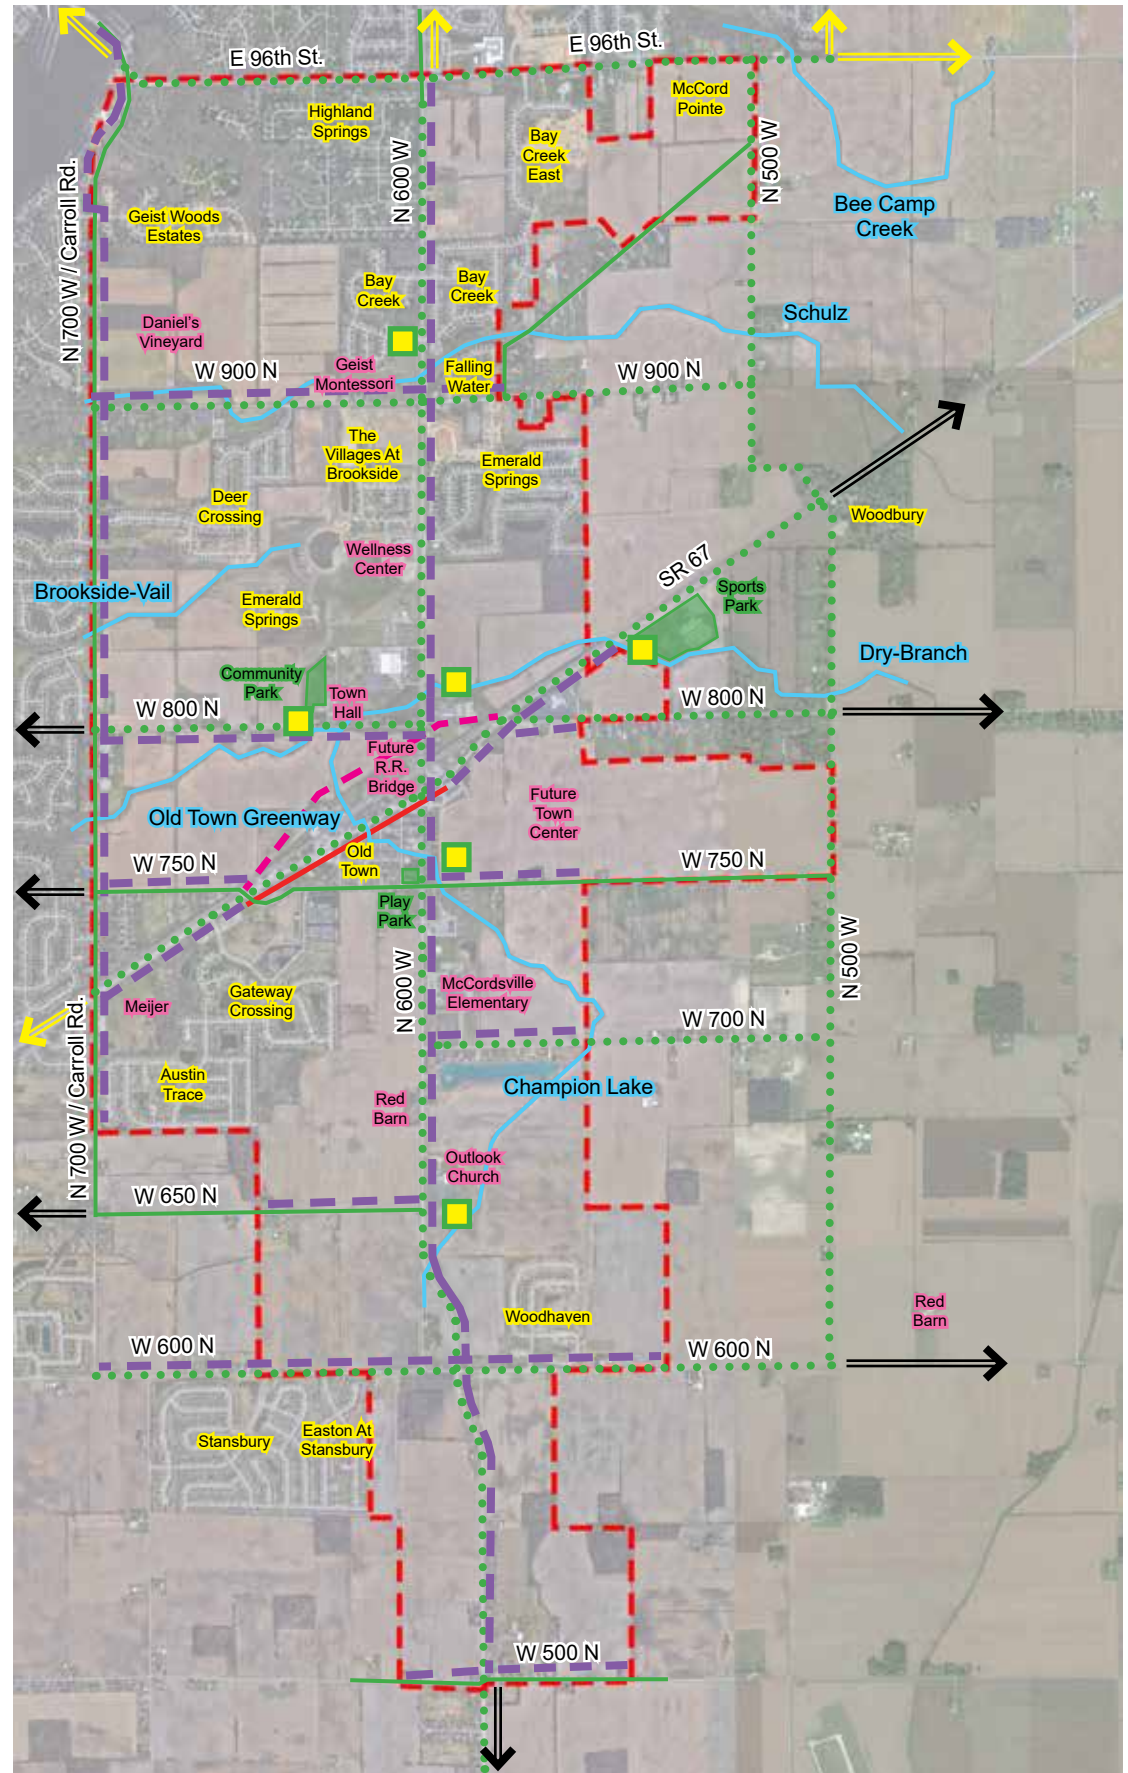 E 96th St.
E 96th St.
McCord
Pointe
Highland
Springs
Bay
Creek
East
N 600 W
N 500 W
Bee Camp
Creek
Geist Woods
Estates
N 700 W / Carroll Rd.
Bay
Creek
Bay
Creek
Daniel's
Vineyard
Schulz
Geist
Montessori
W 900 N
Falling
Water
W 900 N
The
Villages At
Brookside
Emerald
Springs
Deer
Crossing
Woodbury
Wellness
Center
SR 67
Brookside-Vail
Emerald
Springs
Sports
Park
Dry-Branch
Community
Park
Town
Hall
W 800 N
W 800 N
Future
R.R.
Bridge
Future
Town
Center
Old Town Greenway
Old
Town
W 750 N
W 750 N
Play
Park
N 600 W
N 500 W
McCordsville
Elementary
Gateway
Crossing
Meijer
W 700 N
N 700 W / Carroll Rd.
Austin
Trace
Champion Lake
Red
Barn
Outlook
Church
W 650 N
Woodhaven
Red
Barn
W 600 N
W 600 N
Stansbury
Easton At
Stansbury
W 500 N